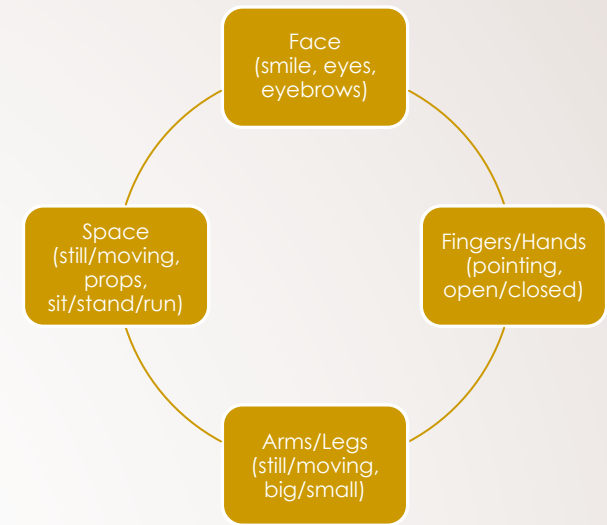 Face
(smile, eyes,
eyebrows)
Fingers/Hands
(pointing,
open/closed)
Arms/Legs
(still/moving,
big/small)
Space
(still/moving,
props,
sit/stand/run)